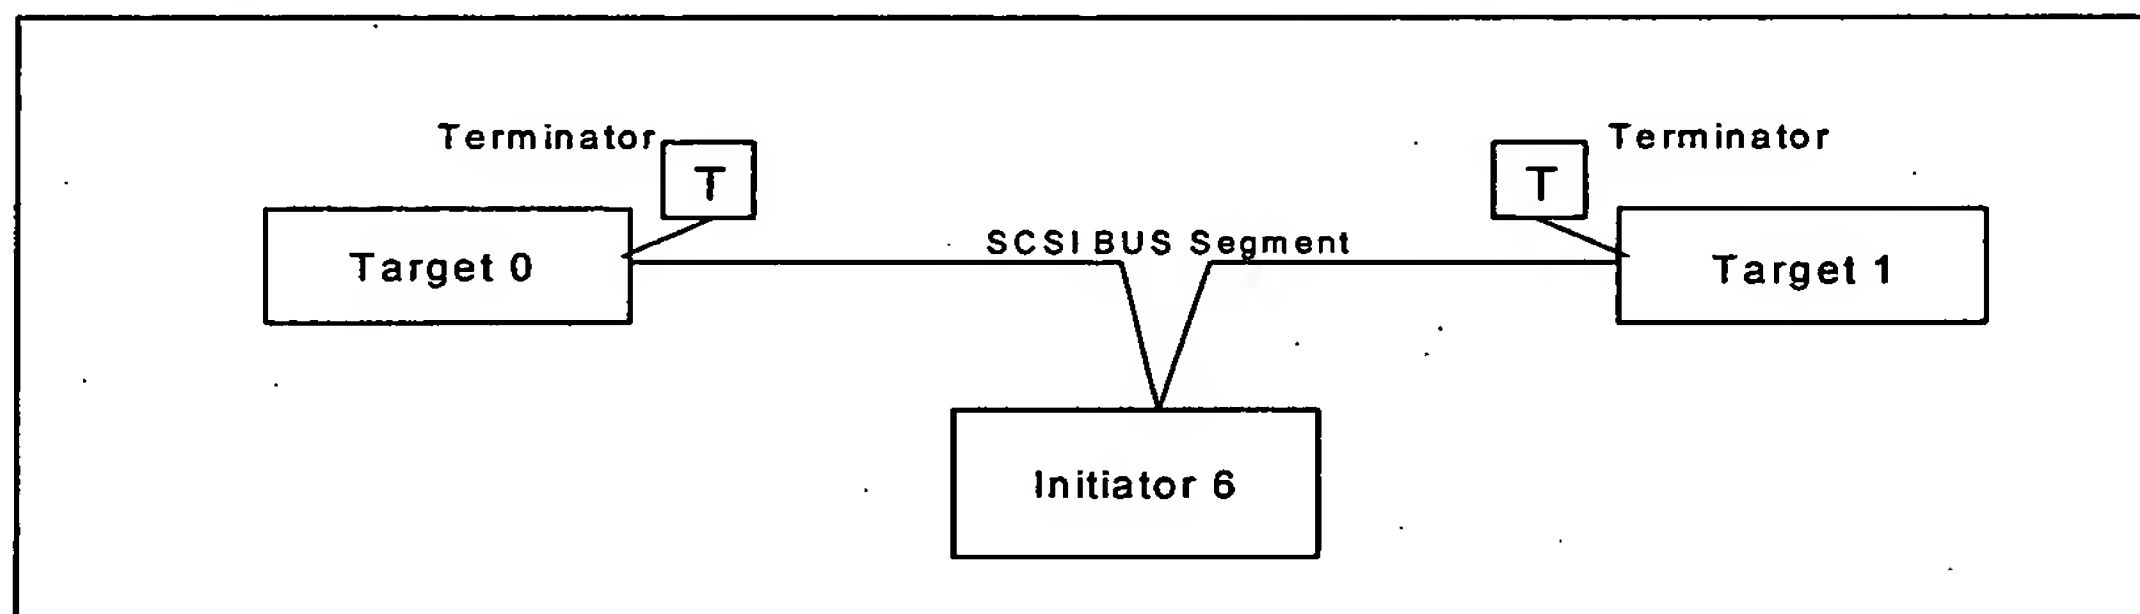 Terminator
T
T
Terminator
Target 0
SCSI BUS Segment
Target 1
Initiator 6